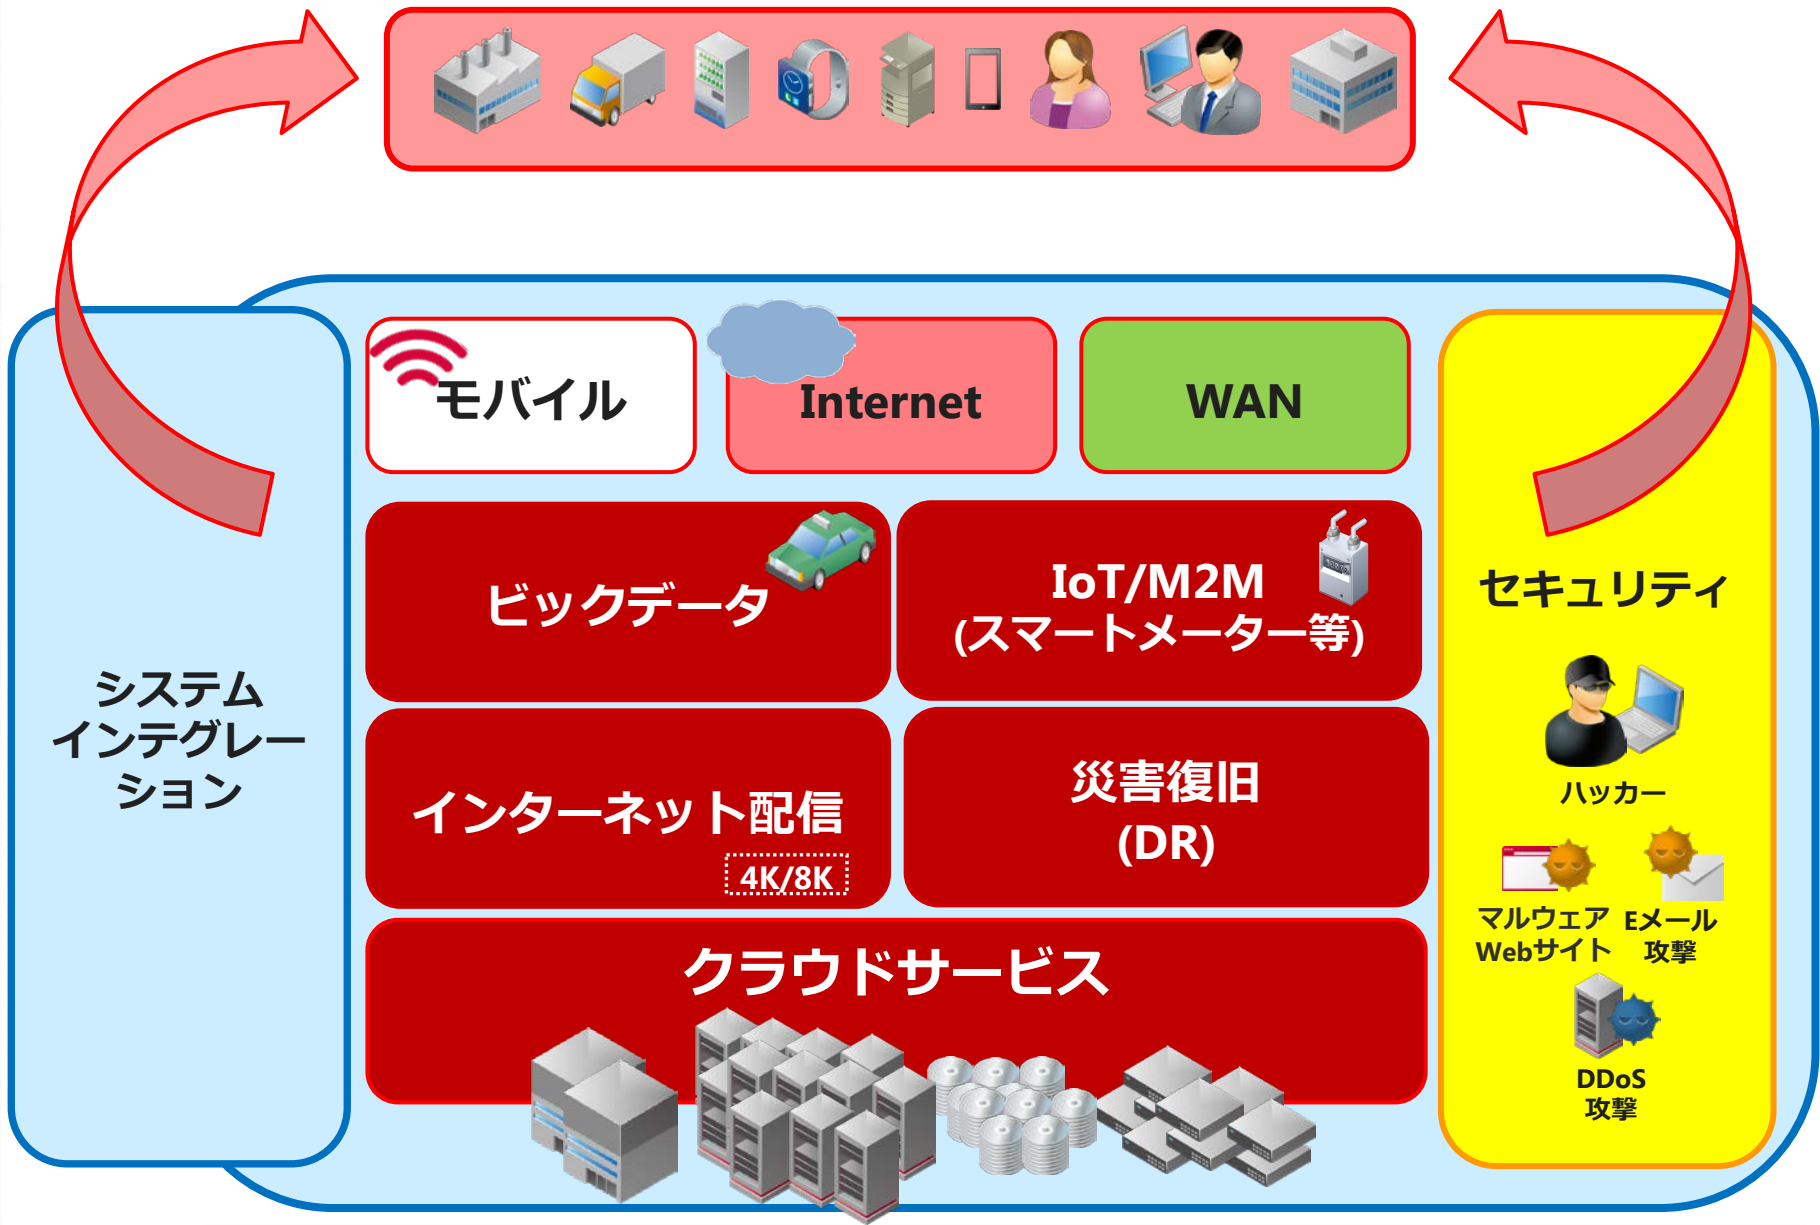 モバイル
Internet
WAN
ビックデータ
IoT/M2M
(スマートメーター等)
システム
インテグレー
ション
インターネット配信
4K/8K
災害復旧
(DR)
クラウドサービス
セキュリティ
ハッカー
マルウェア
Webサイト
Eメール
攻撃
DDoS
攻撃